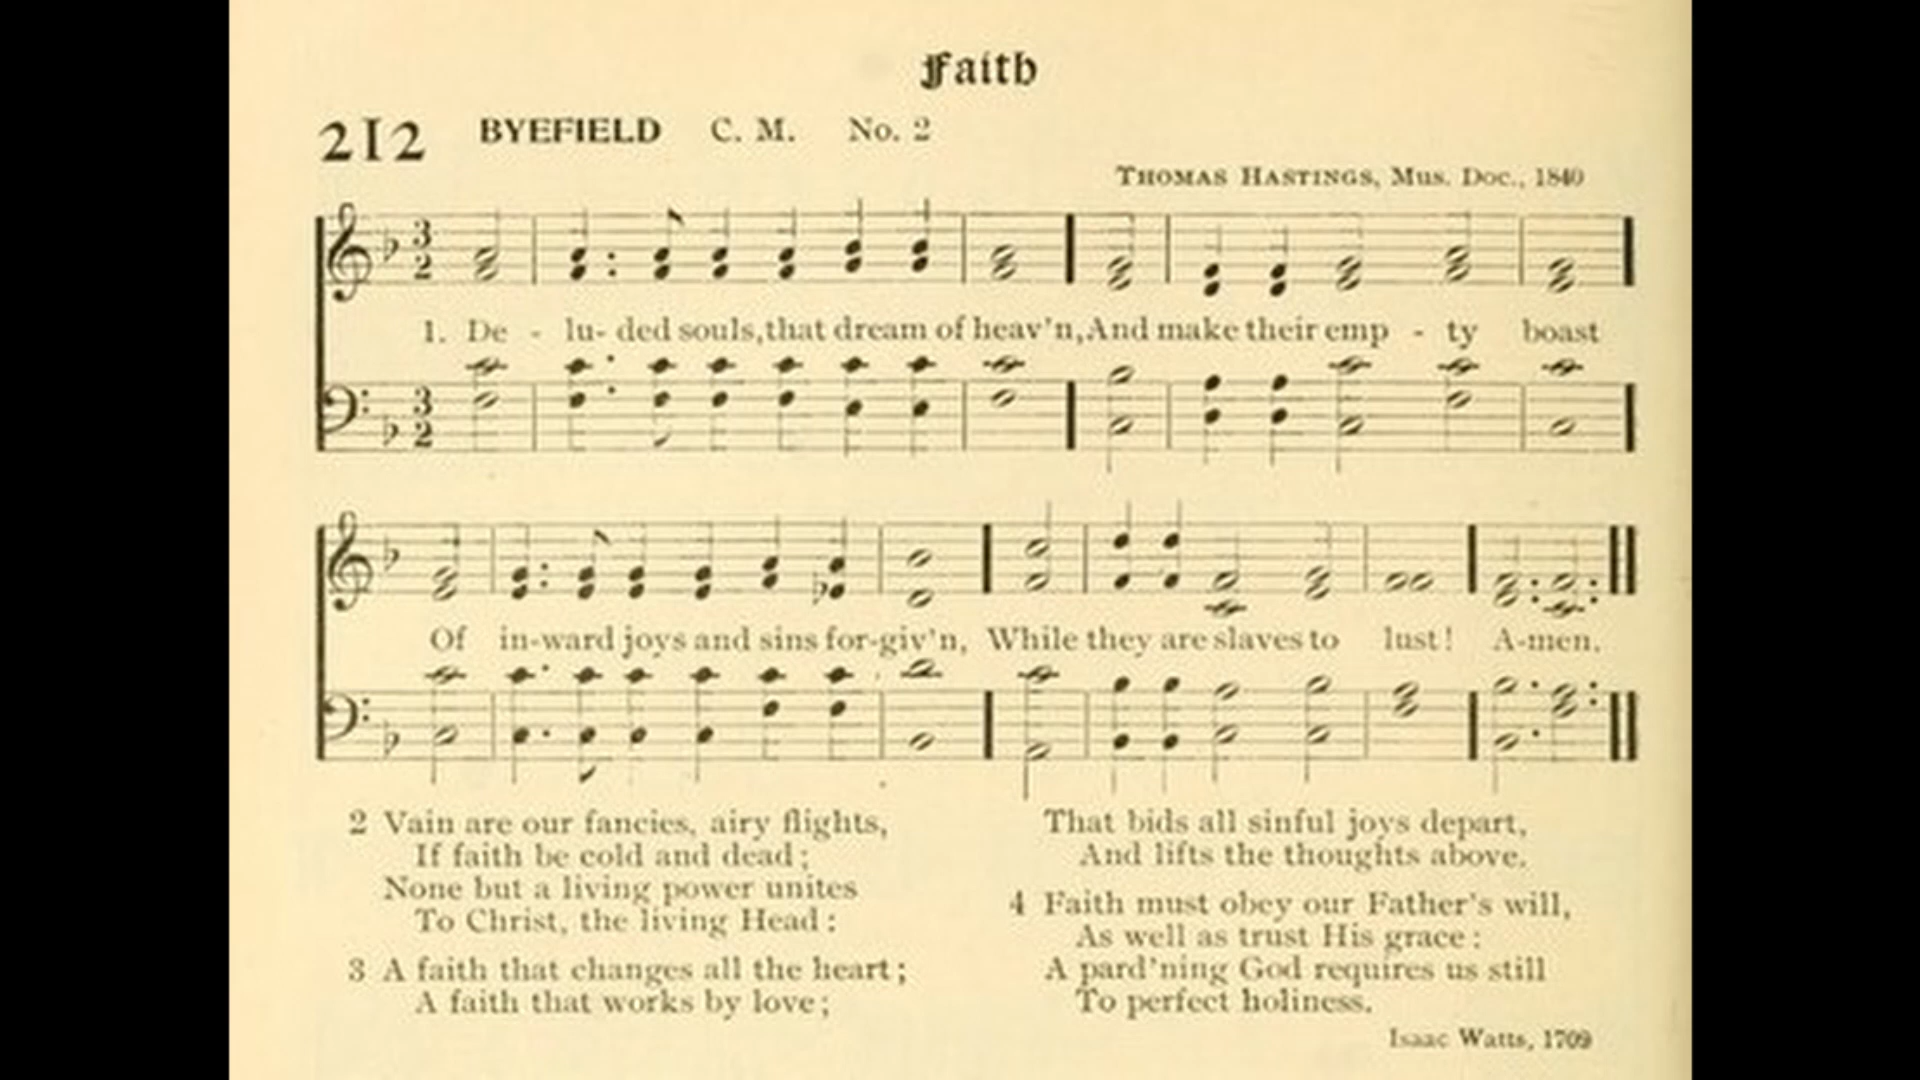 Faith
212 BYEFIELD C. M. No. 2
THOMAS HASTINGS, Mus. Doc., 1840
3
2
1. De - lu- ded souls, that dream of heav'n, And make their emp - ty boast
3
2
Of in-ward joys and sins for-giv'n, While they are slaves to lust! A-men.
2 Vain are our fancies, airy flights,
If faith be cold and dead;
None but a living power unites
To Christ, the living Head:
3 A faith that changes all the heart;
A faith that works by love;
That bids all sinful joys depart,
And lifts the thoughts above.
4 Faith must obey our Father's will,
As well as trust His grace:
A pard'ning God requires us still
To perfect holiness.
Isaac Watts, 1709